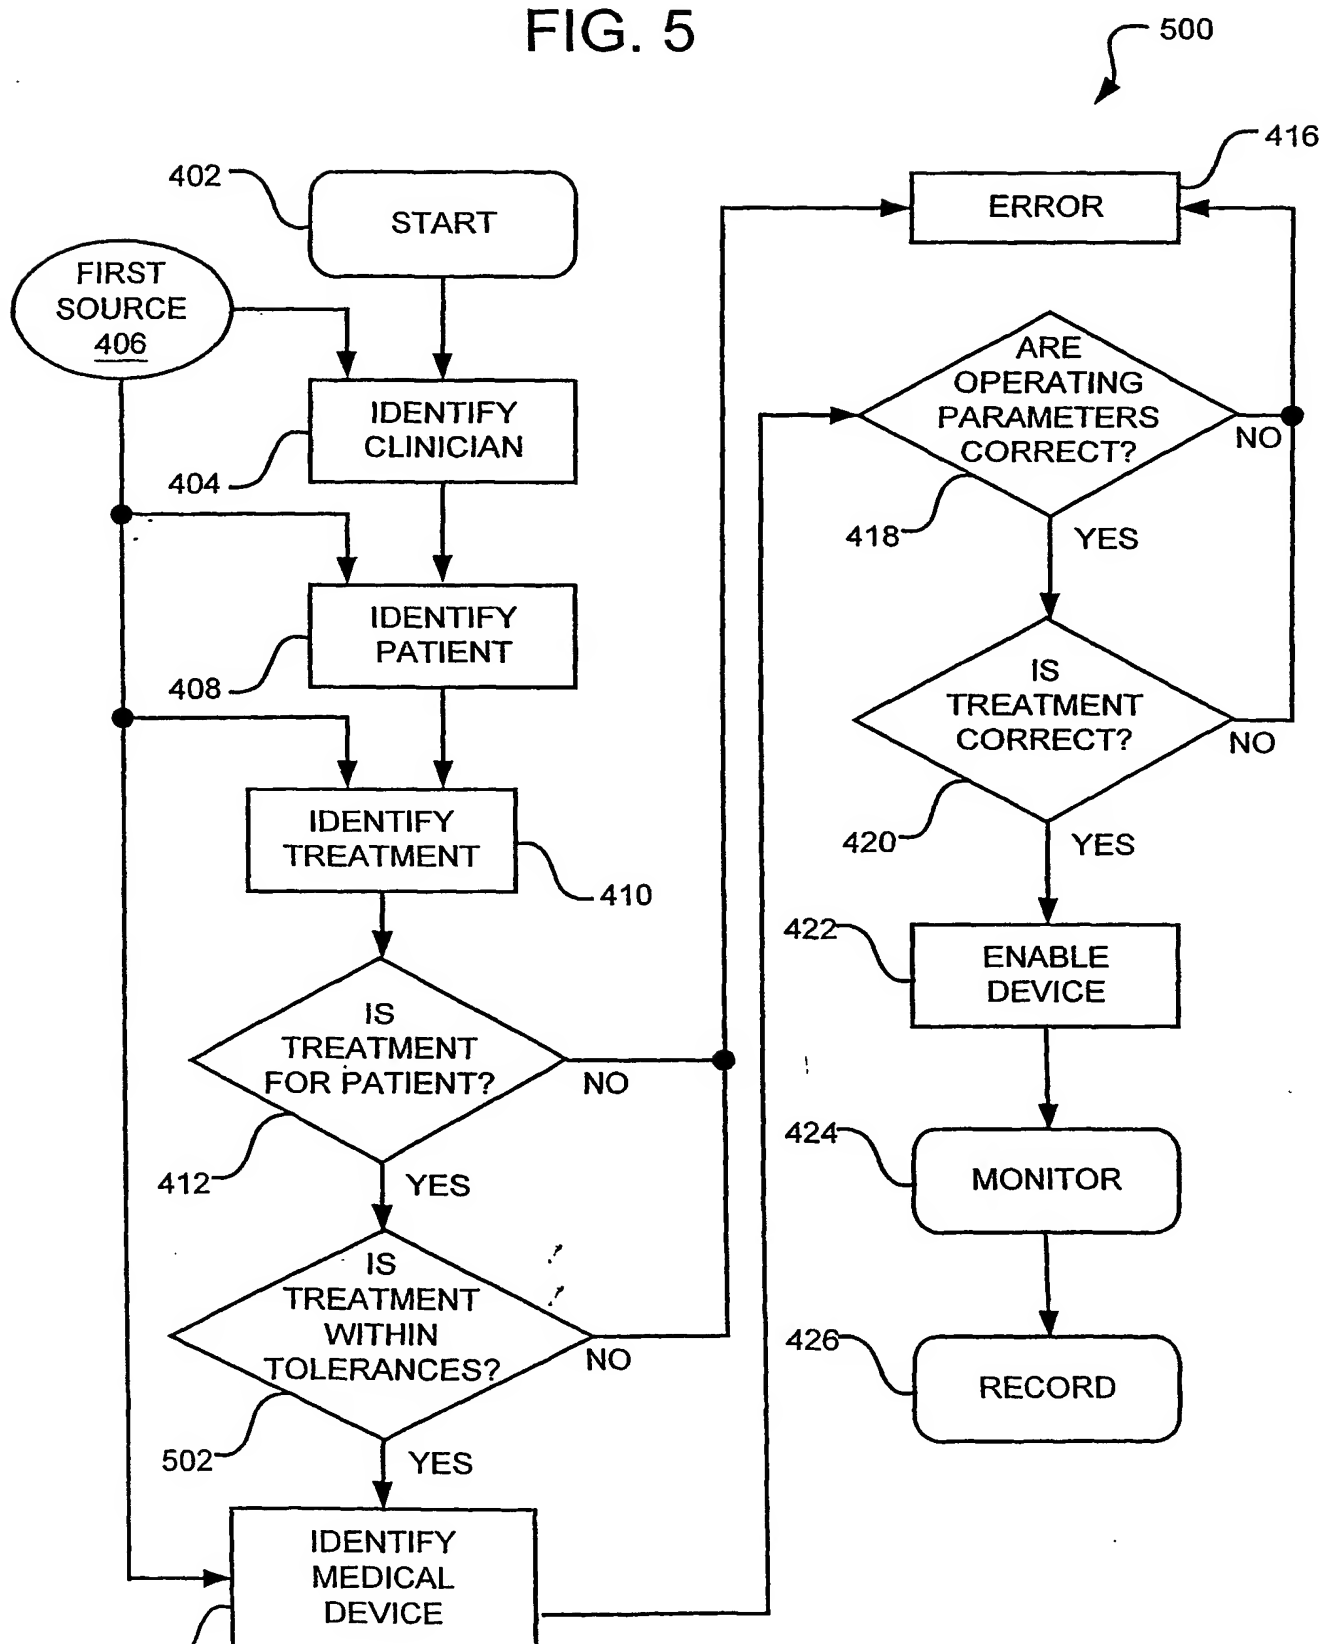 FIG. 5
500
402
START
FIRST
SOURCE
406
IDENTIFY
CLINICIAN
404
IDENTIFY
PATIENT
408
IDENTIFY
TREATMENT
410
IS
TREATMENT
FOR PATIENT?
NO
412
YES
IS
TREATMENT
WITHIN
TOLERANCES?
NO
502
YES
IDENTIFY
MEDICAL
DEVICE
416
ERROR
ARE
OPERATING
PARAMETERS
CORRECT?
NO
418
YES
IS
TREATMENT
CORRECT?
NO
420
YES
422
ENABLE
DEVICE
424
MONITOR
426
RECORD